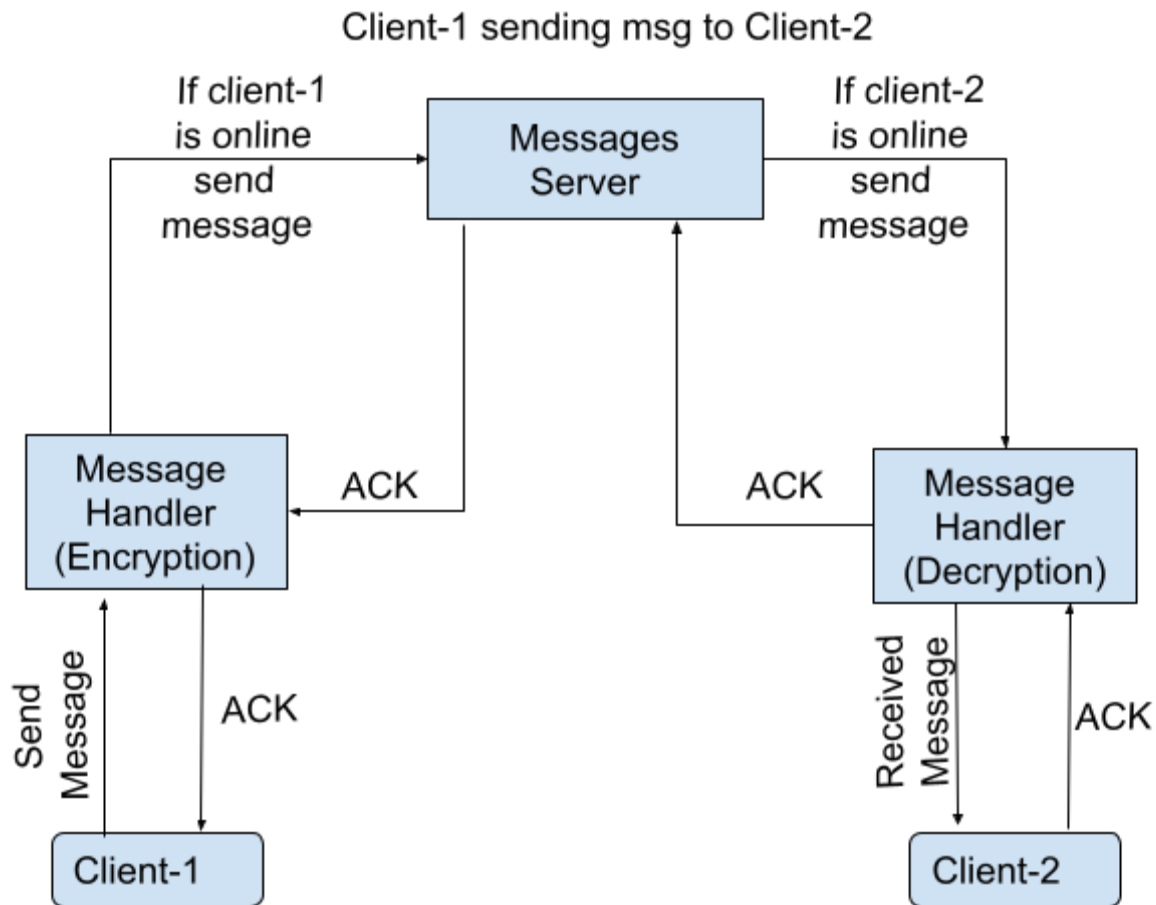 Client-1 sending msg to Client-2
If client-1
is online
send
message
Messages
Server
If client-2
is online
send
message
Message
Handler
(Encryption)
ACK
ACK
Message
Handler
(Decryption)
Send
Message
ACK
Received
Message
ACK
Client-1
Client-2